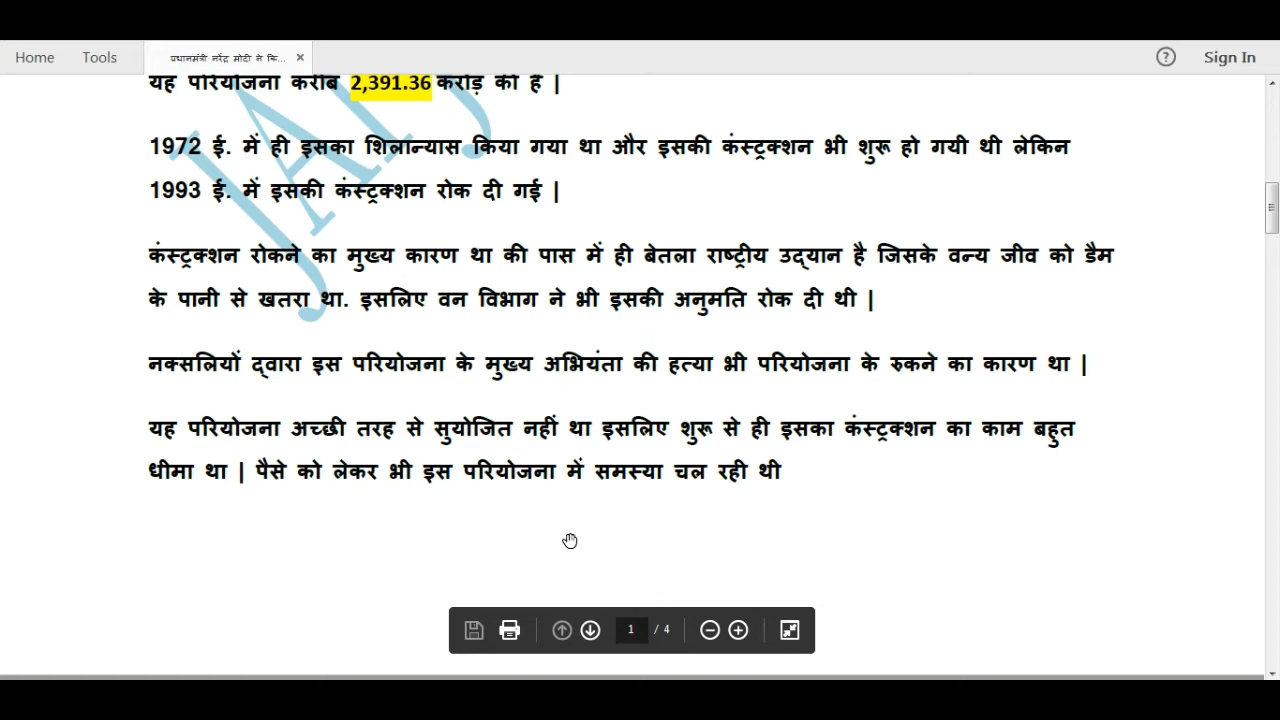 Home Tools प्रधानमंत्री नरेंद्र मोदी ने कि... × ? Sign In
यह परियोजना करीब 2,391.36 करोड़ की है |
1972 ई. में ही इसका शिलान्यास किया गया था और इसकी कंस्ट्रक्शन भी शुरू हो गयी थी लेकिन
1993 ई. में इसकी कंस्ट्रक्शन रोक दी गई |
कंस्ट्रक्शन रोकने का मुख्य कारण था की पास में ही बेतला राष्ट्रीय उद्यान है जिसके वन्य जीव को डैम
के पानी से खतरा था. इसलिए वन विभाग ने भी इसकी अनुमति रोक दी थी |
नक्सलियों द्वारा इस परियोजना के मुख्य अभियंता की हत्या भी परियोजना के रुकने का कारण था |
यह परियोजना अच्छी तरह से सुयोजित नहीं था इसलिए शुरू से ही इसका कंस्ट्रक्शन का काम बहुत
धीमा था | पैसे को लेकर भी इस परियोजना में समस्या चल रही थी
1 / 4